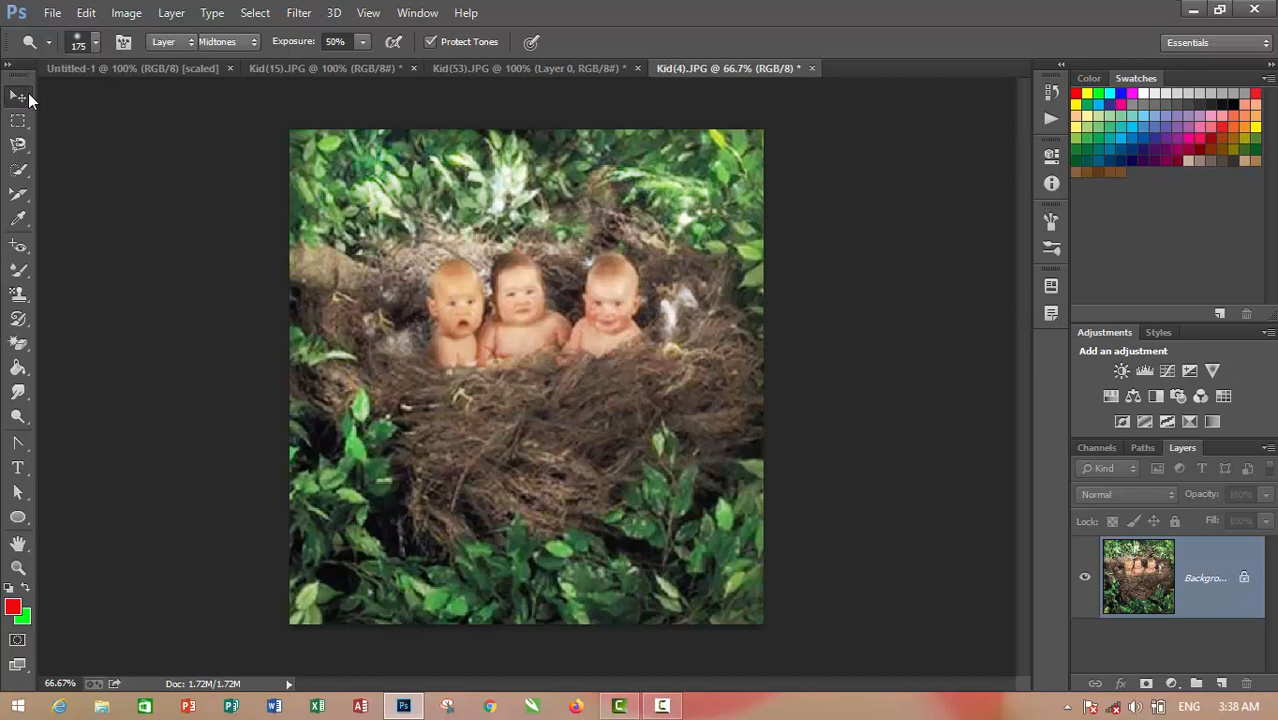 Ps File Edit Image Layer Type Select Filter 3D View Window Help
175 Layer Midtones Exposure: 50% Protect Tones Essentials
Untitled-1 @ 100% (RGB/8) [scaled] × Kid(15).JPG @ 100% (RGB/8#) * × Kid(53).JPG @ 100% (Layer 0, RGB/8#) * × Kid(4).JPG @ 66.7% (RGB/8) * ×
Color Swatches
Adjustments Styles
Add an adjustment
Channels Paths Layers
Kind
Normal Opacity: 100%
Lock: Fill: 100%
Backgro...
T
66.67% Doc: 1.72M/1.72M
Ps 3:38 AM